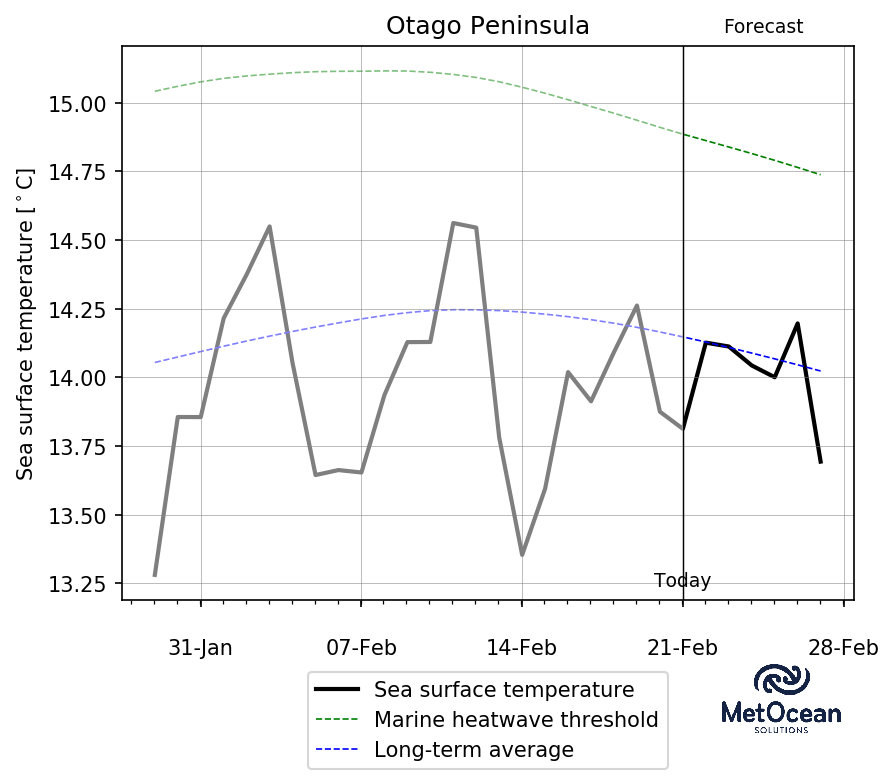 Otago Peninsula
Forecast
Sea surface temperature [°C]
15.00
14.75
14.50
14.25
14.00
13.75
13.50
13.25
Today
31-Jan
07-Feb
14-Feb
21-Feb
28-Feb
Sea surface temperature
Marine heatwave threshold
Long-term average
MetOcean
SOLUTIONS